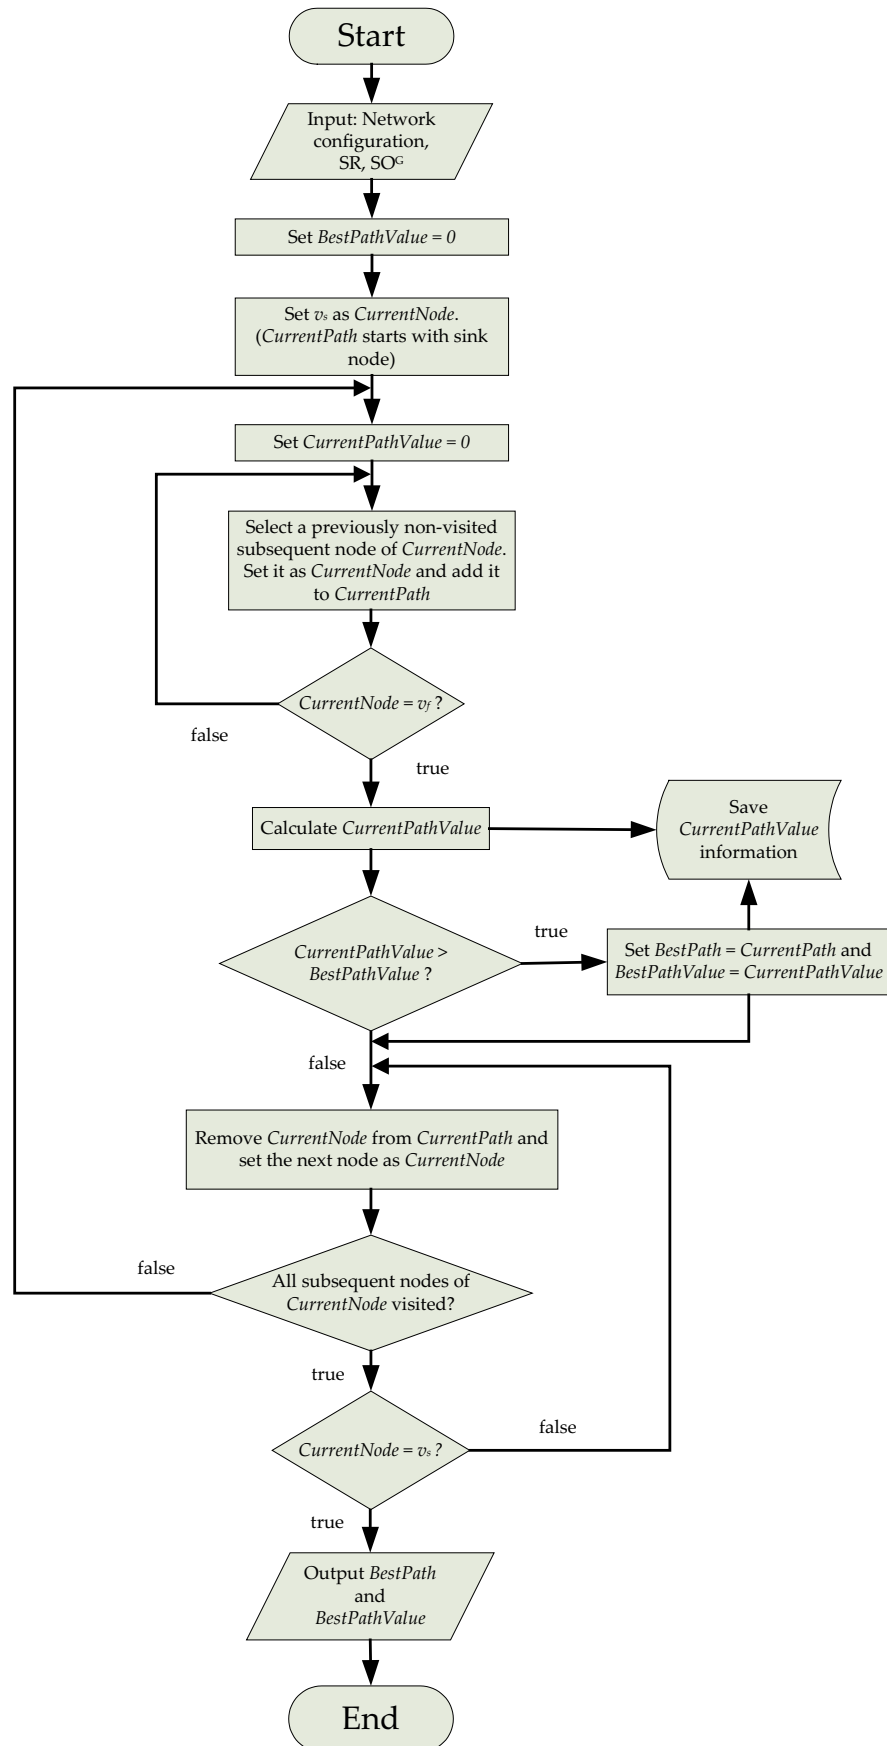 Start
Input: Network
configuration,
SR, SOᴳ
Set BestPathValue = 0
Set vₛ as CurrentNode.
(CurrentPath starts with sink
node)
Set CurrentPathValue = 0
Select a previously non-visited
subsequent node of CurrentNode.
Set it as CurrentNode and add it
to CurrentPath
CurrentNode = v_f ?
false
true
Calculate CurrentPathValue
Save
CurrentPathValue
information
CurrentPathValue >
BestPathValue ?
true
Set BestPath = CurrentPath and
BestPathValue = CurrentPathValue
false
Remove CurrentNode from CurrentPath and
set the next node as CurrentNode
false
All subsequent nodes of
CurrentNode visited?
true
CurrentNode = vₛ ?
false
true
Output BestPath
and
BestPathValue
End